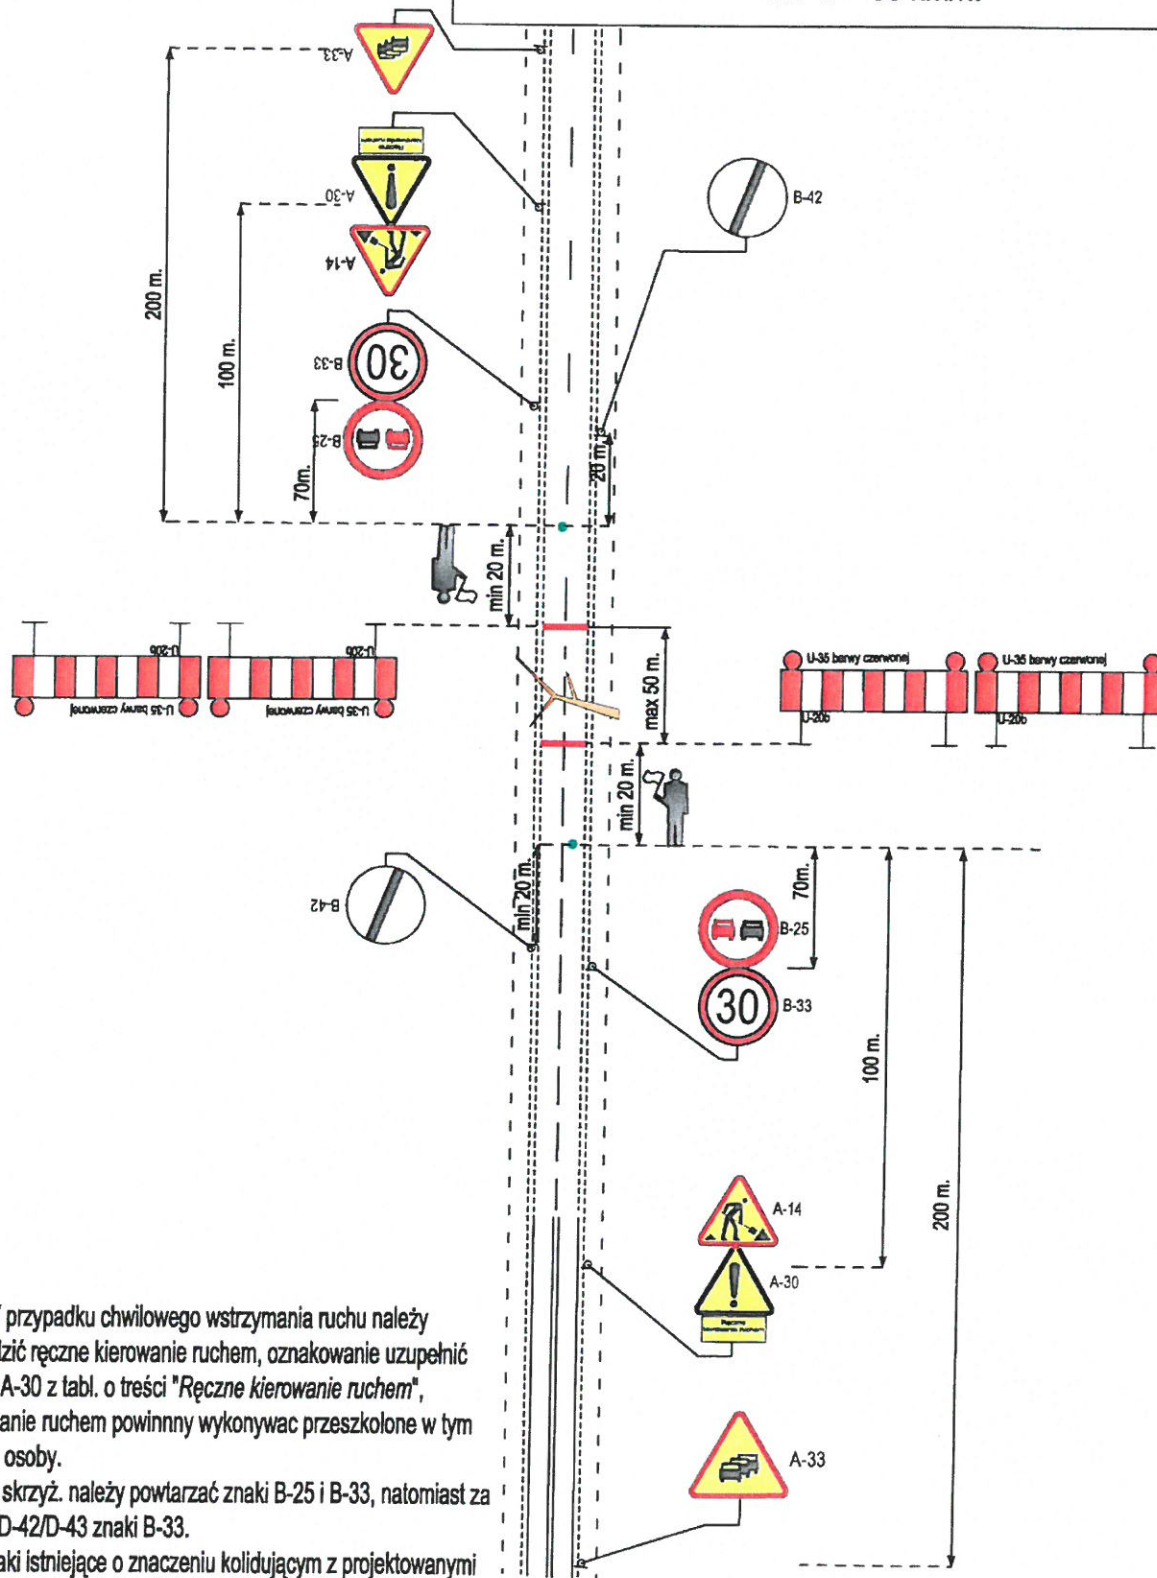 A-33
Ręczne
kierowanie ruchem
A-30
A-14
B-42
200 m.
100 m.
B-33
30
B-25
70m.
20 m.
min 20 m.
U-20b
U-20b
U-35 barwy czerwonej
U-35 barwy czerwonej
max 50 m.
U-35 barwy czerwonej
U-35 barwy czerwonej
U-20b
U-20b
min 20 m.
min 20 m.
B-42
70m.
B-25
30
B-33
100 m.
200 m.
A-14
A-30
Ręczne
kierowanie ruchem
A-33
przypadku chwilowego wstrzymania ruchu należy
dzić ręczne kierowanie ruchem, oznakowanie uzupełnić
A-30 z tabl. o treści "Ręczne kierowanie ruchem",
anie ruchem powinnny wykonywac przeszkolone w tym
osoby.
skrzyż. należy powtarzać znaki B-25 i B-33, natomiast za
D-42/D-43 znaki B-33.
aki istniejące o znaczeniu kolidującym z projektowanymi